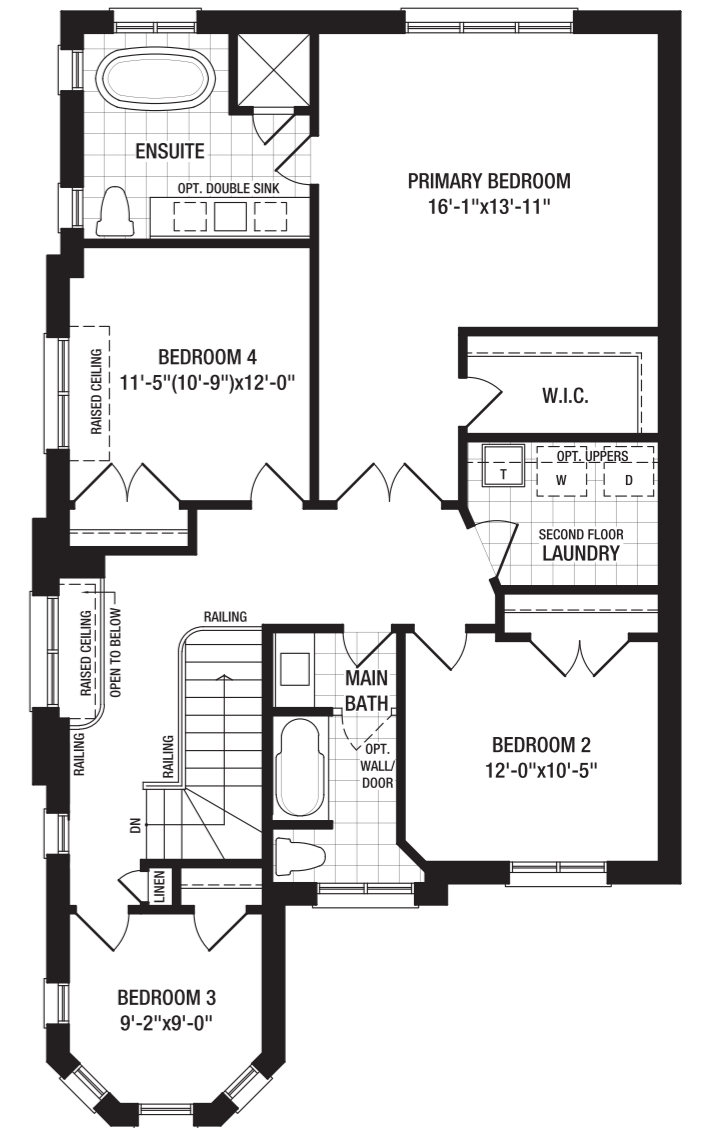 ENSUITE
OPT. DOUBLE SINK
PRIMARY BEDROOM
16'-1"x13'-11"
BEDROOM 4
11'-5"(10'-9")x12'-0"
RAISED CEILING
W.I.C.
OPT. UPPERS
T
W
D
SECOND FLOOR
LAUNDRY
RAISED CEILING
OPEN TO BELOW
RAILING
RAILING
RAILING
DN
MAIN
BATH
OPT.
WALL/
DOOR
BEDROOM 2
12'-0"x10'-5"
LINEN
BEDROOM 3
9'-2"x9'-0"